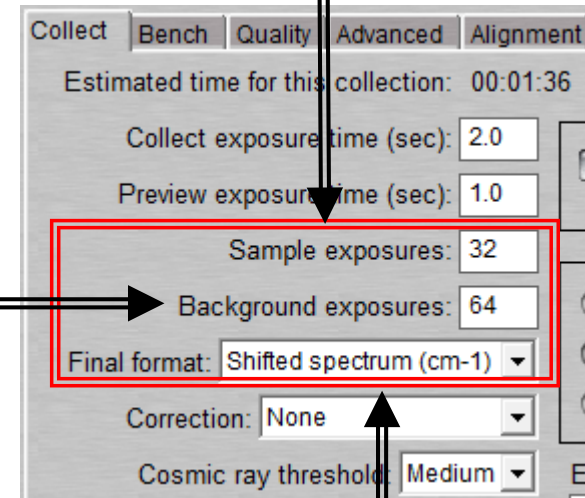 Collect Bench Quality Advanced Alignment
Estimated time for this collection: 00:01:36
Collect exposure time (sec): 2.0
Preview exposure time (sec): 1.0
Sample exposures: 32
Background exposures: 64
Final format: Shifted spectrum (cm-1)
Correction: None
Cosmic ray threshold: Medium